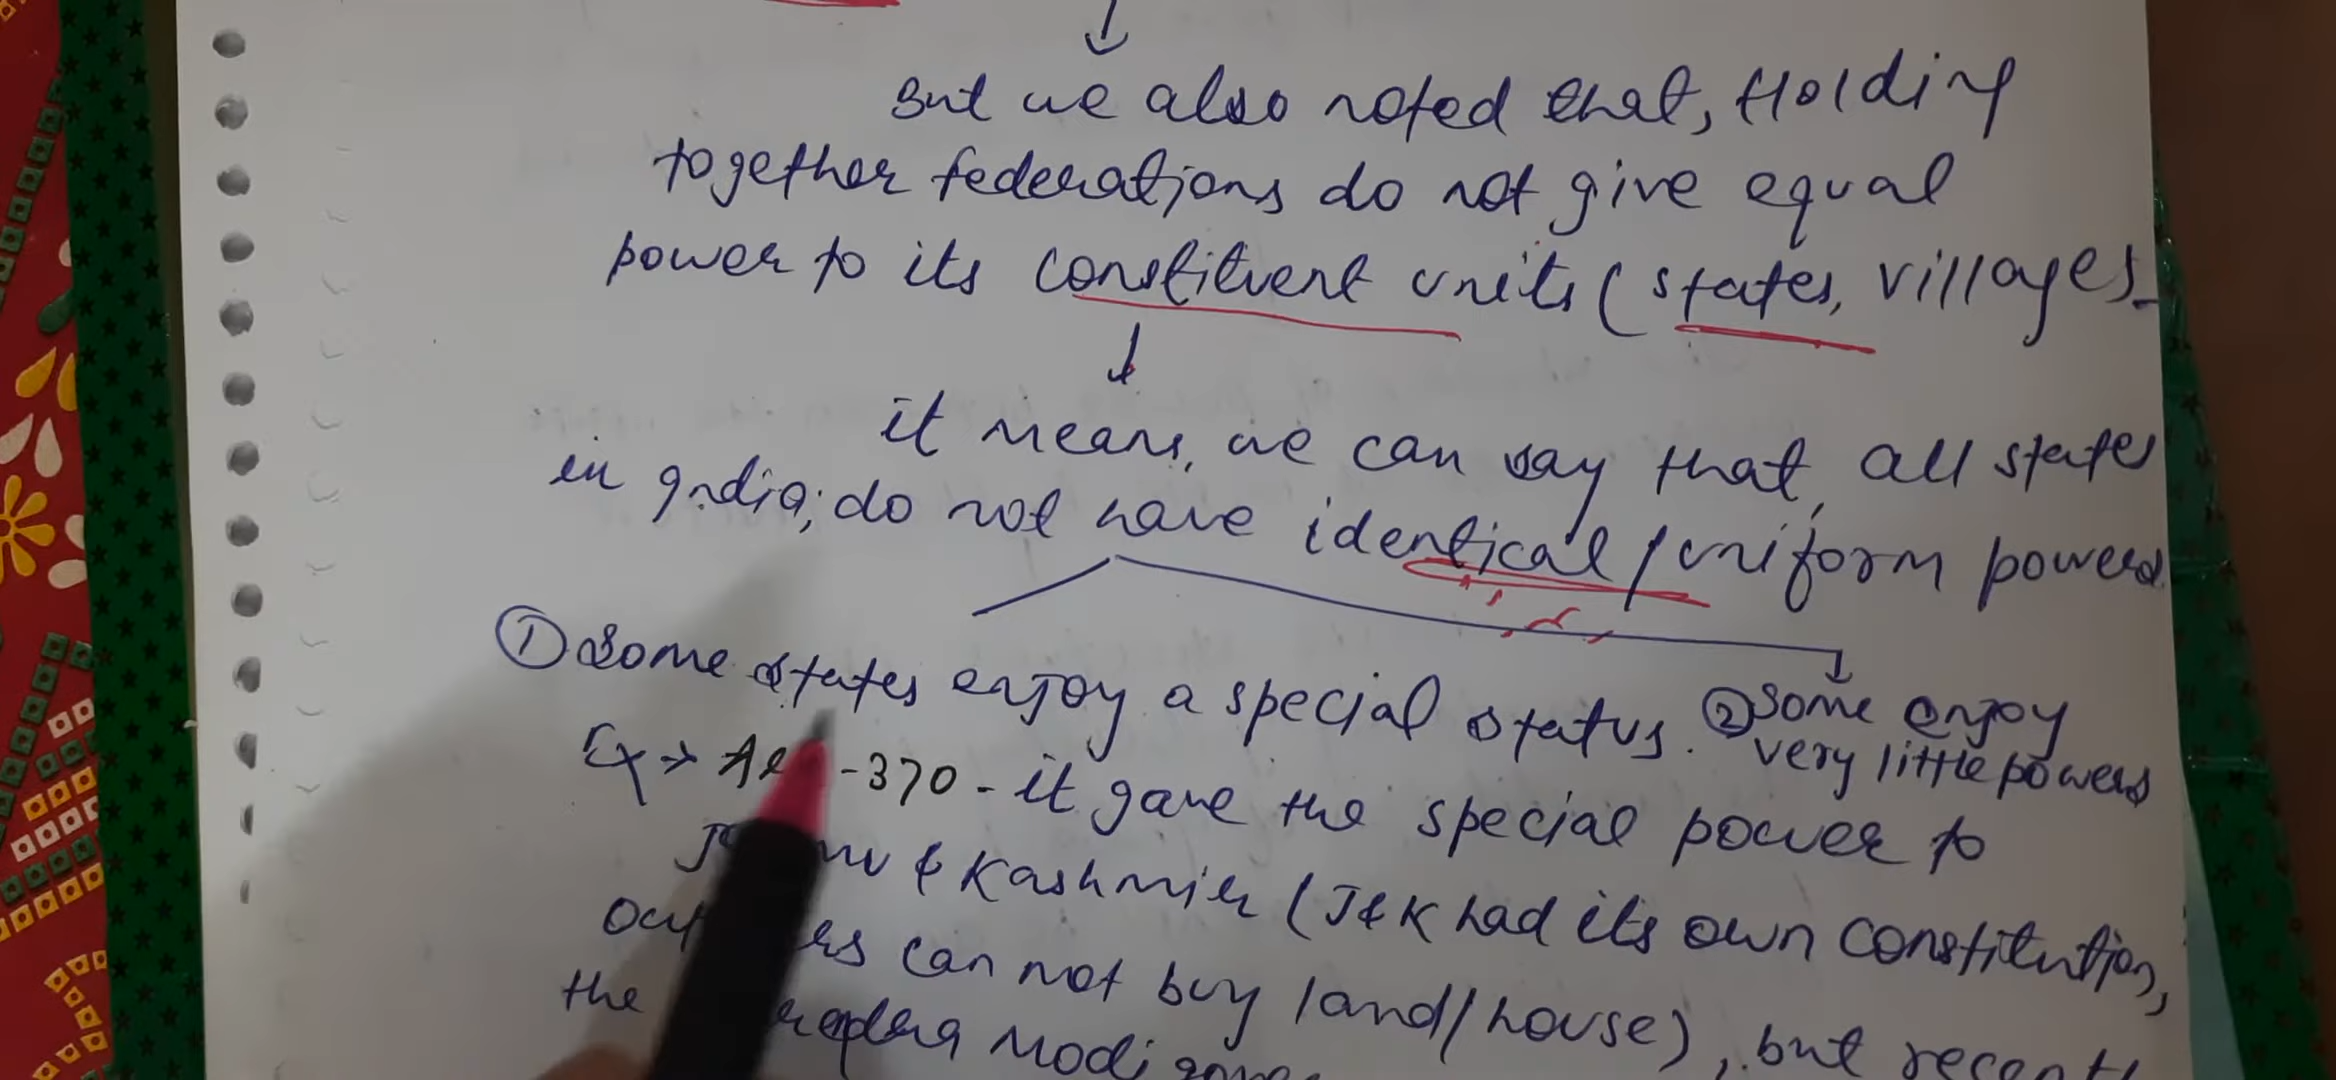 But we also noted that, Holding
together federations do not give equal
power to its constituent units (states, villages
it means, we can say that, all states
in India; do not have identical / uniform powers
① Some states enjoy a special status. ② Some enjoy
very little powers
Ex → -370 - it gave the special power to
& Kashmir (J&K had its own constitution,
can not buy land/house), but
the Modi